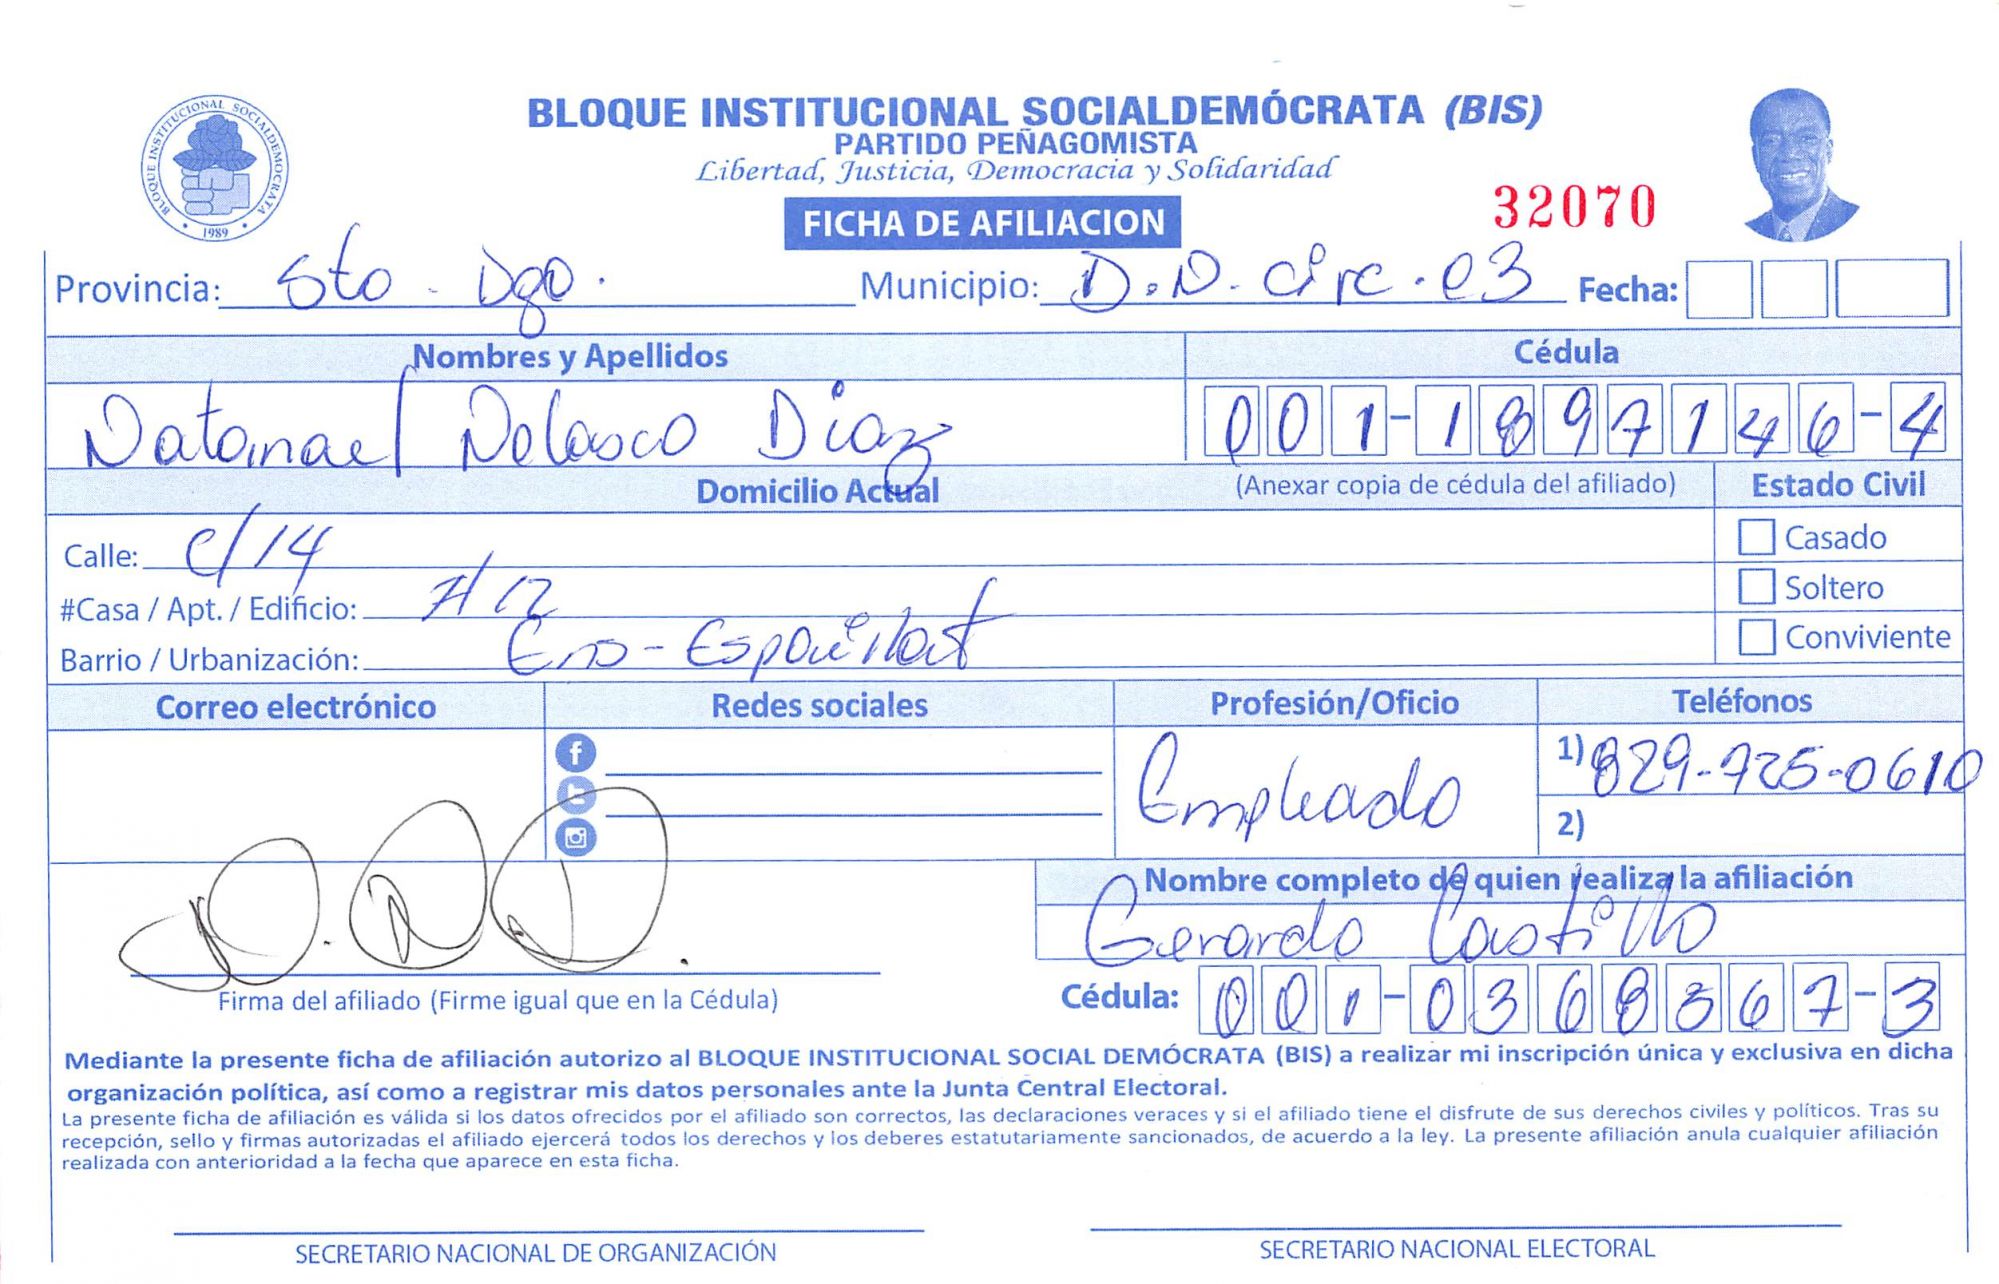 BLOQUE INSTITUCIONAL SOCIALDEMOCRATA
1989
BLOQUE INSTITUCIONAL SOCIALDEMÓCRATA (BIS)
PARTIDO PEÑAGOMISTA
Libertad, Justicia, Democracia y Solidaridad
FICHA DE AFILIACION
32070
Provincia: Sto - Dgo. Municipio: D.N. circ. 03 Fecha:
Nombres y Apellidos Cédula
Natanael Velasco Diaz 001-1897146-4
Domicilio Actual (Anexar copia de cédula del afiliado) Estado Civil
Calle: c/14 Casado
#Casa / Apt. / Edificio: #12 Soltero
Barrio / Urbanización: Ens- Espaillat Conviviente
Correo electrónico Redes sociales Profesión/Oficio Teléfonos
Empleado 1) 829-725-0610
2)
Nombre completo de quien realiza la afiliación
Gerardo Castillo
N.D.D.
Firma del afiliado (Firme igual que en la Cédula) Cédula: 001-0368367-3
Mediante la presente ficha de afiliación autorizo al BLOQUE INSTITUCIONAL SOCIAL DEMÓCRATA (BIS) a realizar mi inscripción única y exclusiva en dicha
organización política, así como a registrar mis datos personales ante la Junta Central Electoral.
La presente ficha de afiliación es válida si los datos ofrecidos por el afiliado son correctos, las declaraciones veraces y si el afiliado tiene el disfrute de sus derechos civiles y políticos. Tras su
recepción, sello y firmas autorizadas el afiliado ejercerá todos los derechos y los deberes estatutariamente sancionados, de acuerdo a la ley. La presente afiliación anula cualquier afiliación
realizada con anterioridad a la fecha que aparece en esta ficha.
SECRETARIO NACIONAL DE ORGANIZACIÓN SECRETARIO NACIONAL ELECTORAL